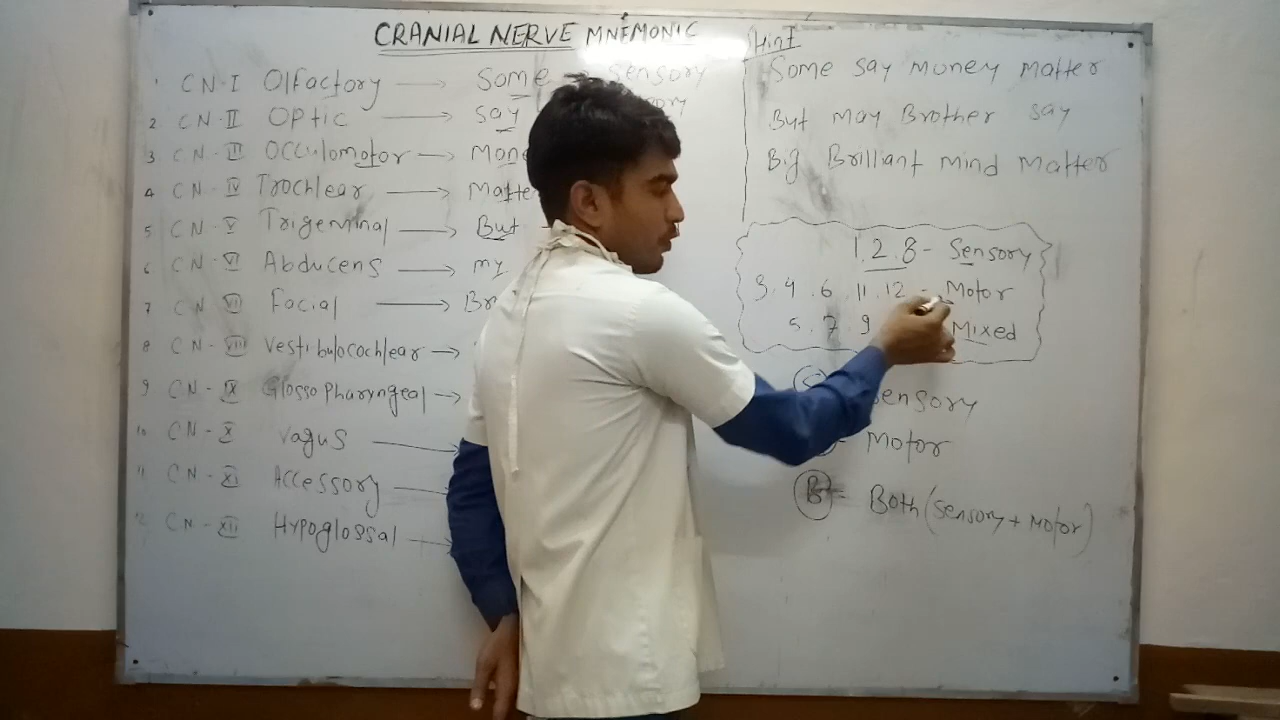 CRANIAL NERVE MNEMONIC
1 CN-I Olfactory → Some Sensory
2 CN-II Optic → say
3 CN-III Occulomotor → Mone
4 CN-IV Trochlear → Matte
5 CN-V Trigeminal → But
6 CN-VI Abducens → my
7 CN-VII Facial → Br
8 CN-VIII Vestibulocochlear →
9 CN-IX Glossopharyngeal →
10 CN-X Vagus →
11 CN-XI Accessory →
12 CN-XII Hypoglossal →
Hint
Some say money matter
But may Brother say
Big Brilliant mind matter
1.2.8- Sensory
3.4.6 11.12 - Motor
5.7.9 Mixed
S Sensory
- Motor
B = Both (sensory + Motor)